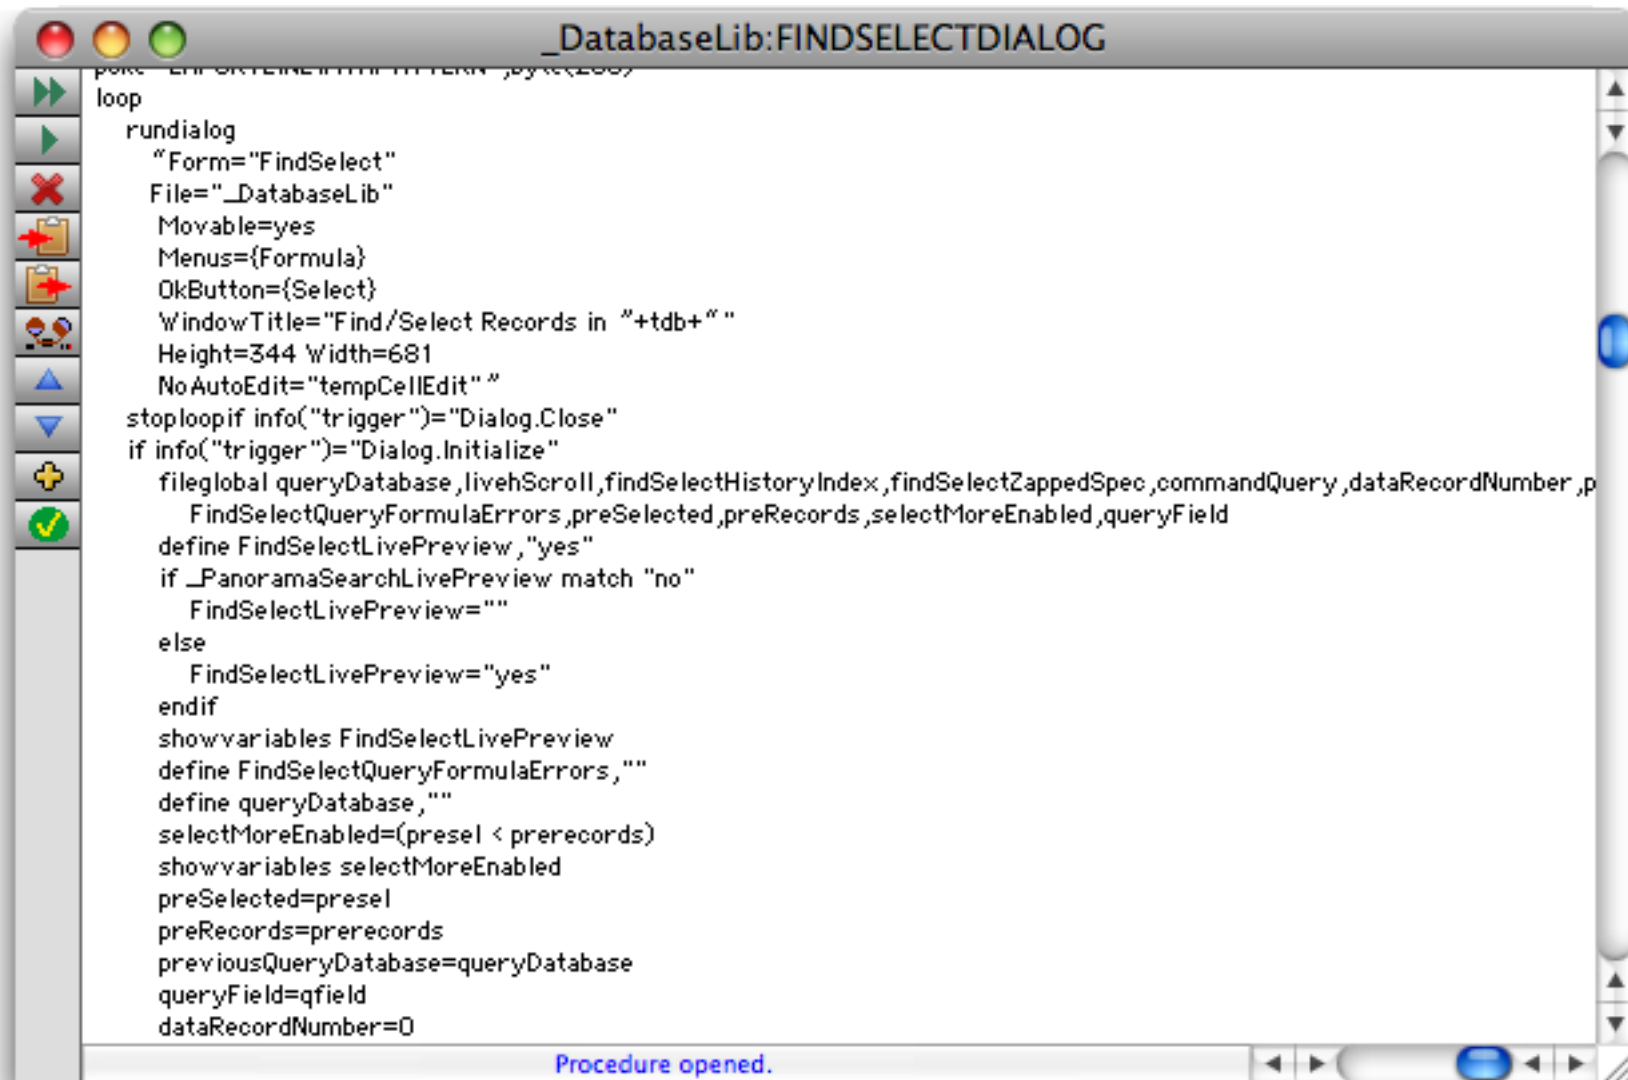 _DatabaseLib:FINDSELECTDIALOG
loop
rundialog
“Form="FindSelect"
File="_DatabaseLib"
Movable=yes
Menus={Formula}
OkButton={Select}
WindowTitle="Find/Select Records in ”+tdb+“"
Height=344 Width=681
NoAutoEdit="tempCellEdit"”
stoploopif info("trigger")="Dialog.Close"
if info("trigger")="Dialog.Initialize"
fileglobal queryDatabase,livehScroll,findSelectHistoryIndex,findSelectZappedSpec,commandQuery,dataRecordNumber,p
FindSelectQueryFormulaErrors,preSelected,preRecords,selectMoreEnabled,queryField
define FindSelectLivePreview,"yes"
if _PanoramaSearchLivePreview match "no"
FindSelectLivePreview=""
else
FindSelectLivePreview="yes"
endif
showvariables FindSelectLivePreview
define FindSelectQueryFormulaErrors,""
define queryDatabase,""
selectMoreEnabled=(presel < prerecords)
showvariables selectMoreEnabled
preSelected=presel
preRecords=prerecords
previousQueryDatabase=queryDatabase
queryField=qfield
dataRecordNumber=0
Procedure opened.